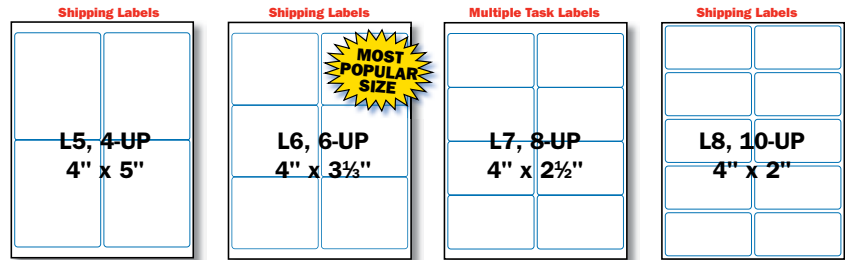 Shipping Labels
L5, 4-UP
4" x 5"
Shipping Labels
MOST
POPULAR
SIZE
L6, 6-UP
4" x 3⅓"
Multiple Task Labels
L7, 8-UP
4" x 2½"
Shipping Labels
L8, 10-UP
4" x 2"